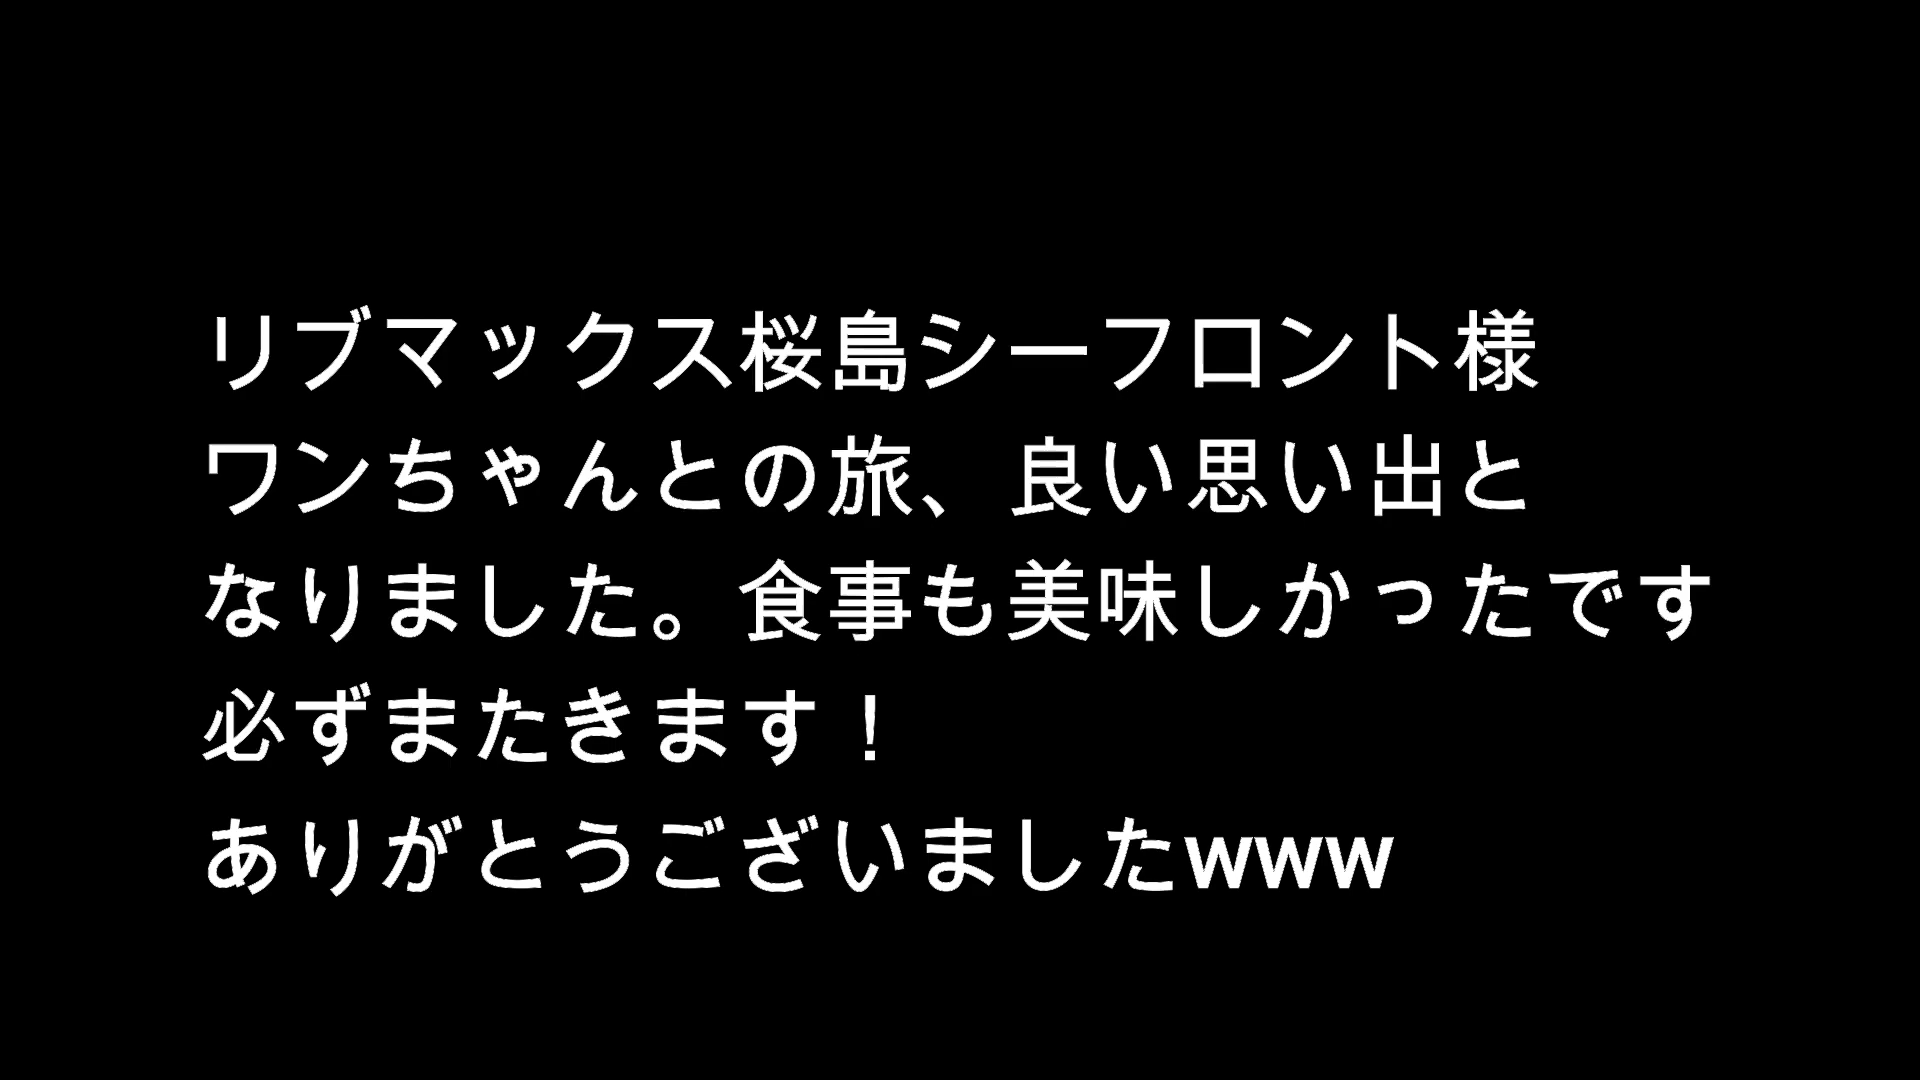 リブマックス桜島シーフロント様
ワンちゃんとの旅、良い思い出と
なりました。食事も美味しかったです
必ずまたきます！
ありがとうございましたwww